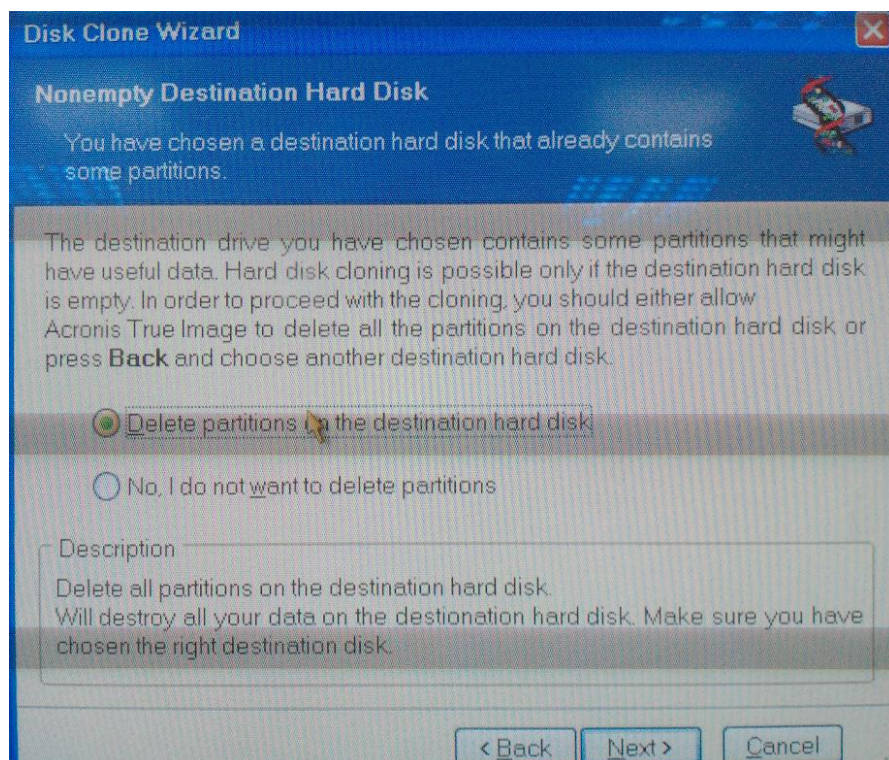 Disk Clone Wizard
Nonempty Destination Hard Disk
You have chosen a destination hard disk that already contains
some partitions.
The destination drive you have chosen contains some partitions that might
have useful data. Hard disk cloning is possible only if the destination hard disk
is empty. In order to proceed with the cloning, you should either allow
Acronis True Image to delete all the partitions on the destination hard disk or
press Back and choose another destination hard disk.
Delete partitions on the destination hard disk
No, I do not want to delete partitions
Description
Delete all partitions on the destination hard disk.
Will destroy all your data on the destionation hard disk. Make sure you have
chosen the right destination disk.
< Back Next > Cancel